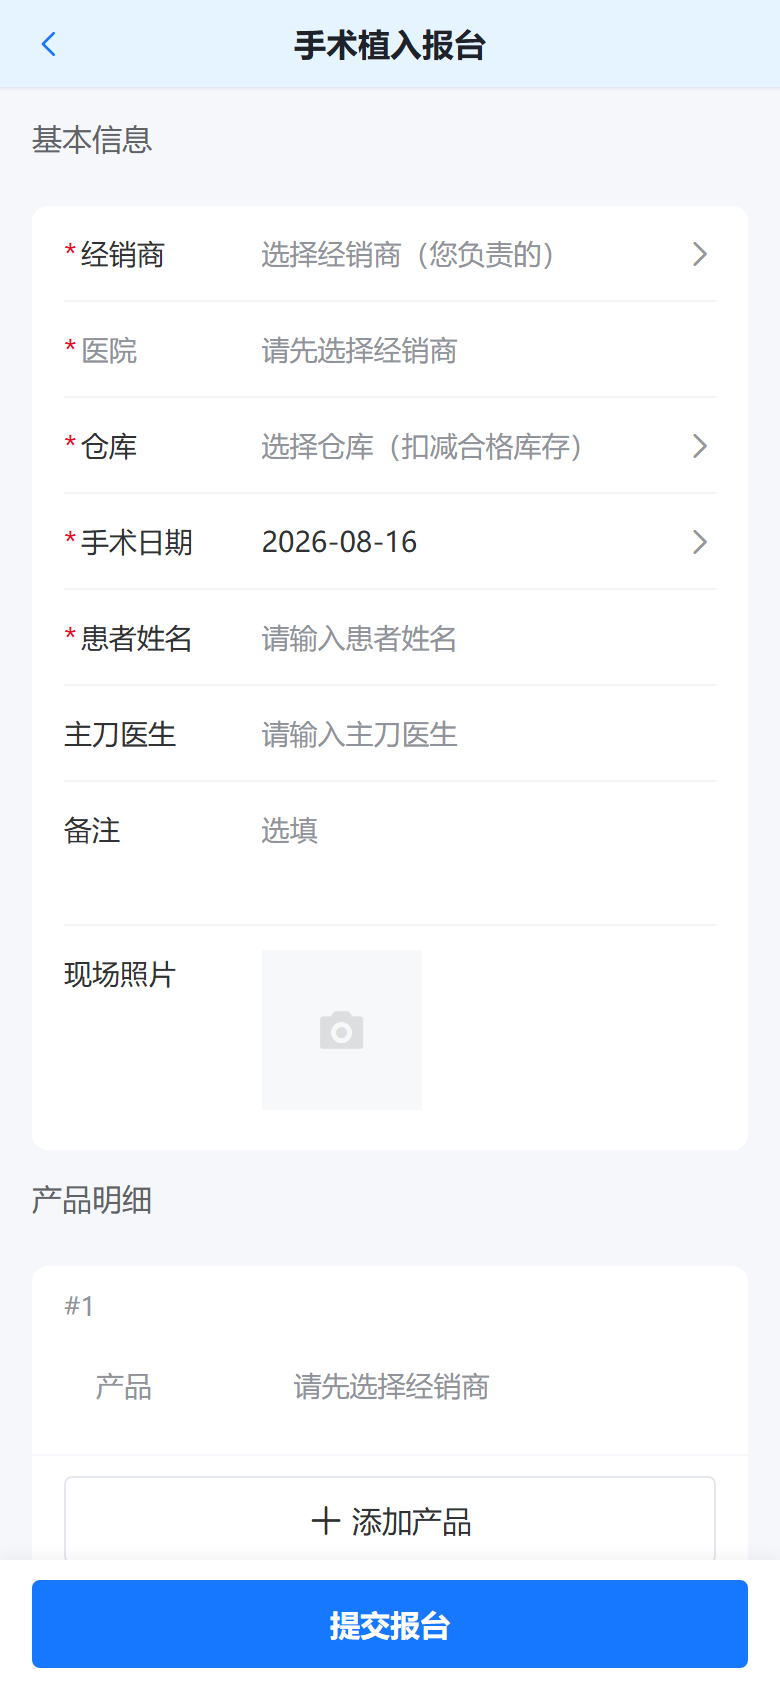 手术植入报台
基本信息
*经销商 选择经销商（您负责的）
*医院 请先选择经销商
*仓库 选择仓库（扣减合格库存）
*手术日期 2026-08-16
*患者姓名 请输入患者姓名
主刀医生 请输入主刀医生
备注 选填
现场照片
产品明细
#1
产品 请先选择经销商
添加产品
提交报台